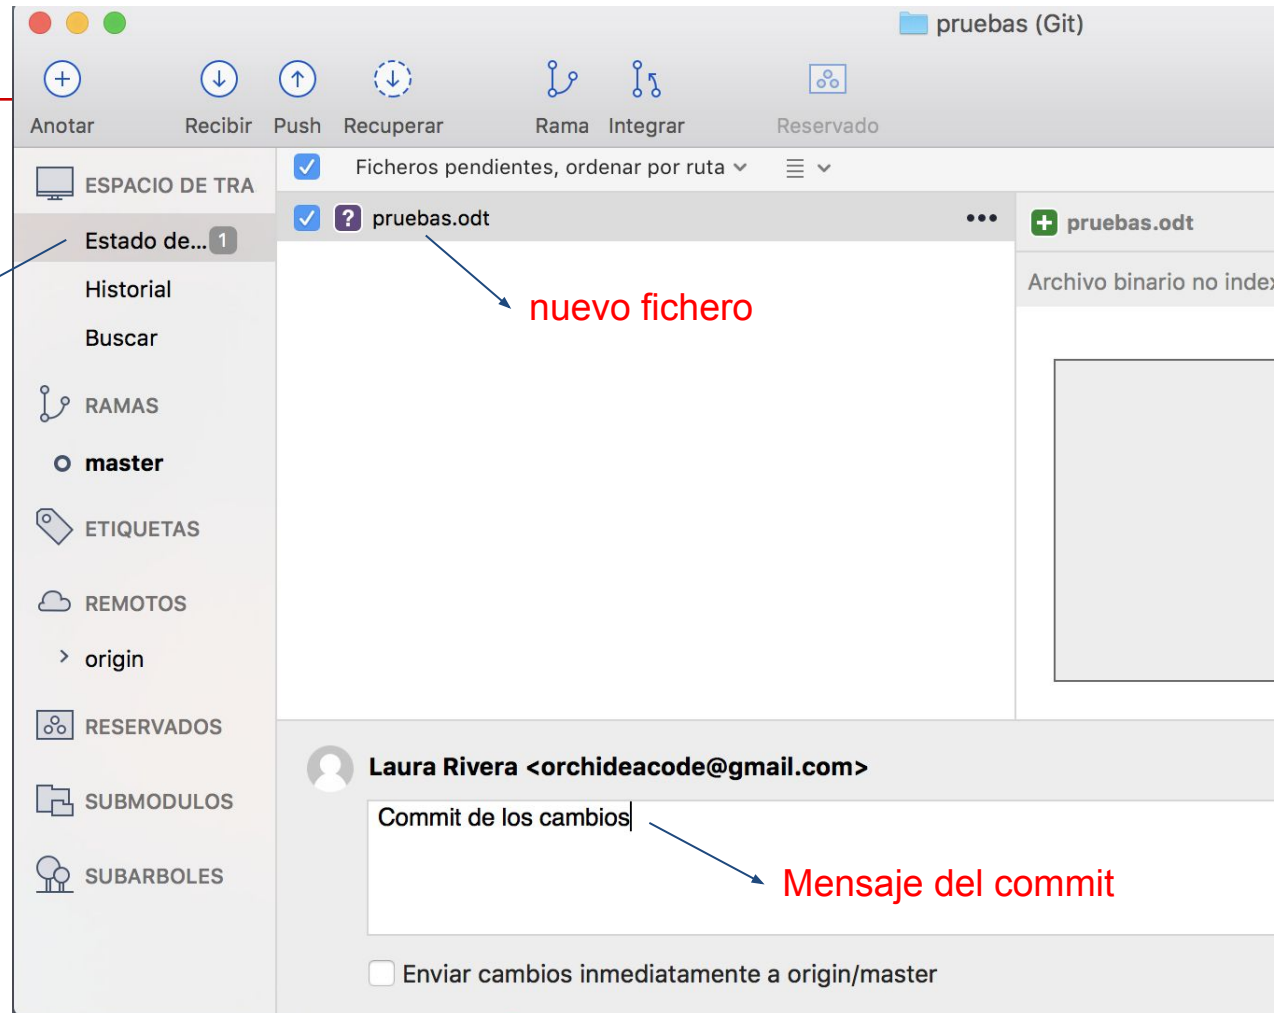 pruebas (Git)
Anotar Recibir Push Recuperar Rama Integrar Reservado
ESPACIO DE TRA
Ficheros pendientes, ordenar por ruta
pruebas.odt
pruebas.odt
Estado de... 1
Archivo binario no index
Historial
nuevo fichero
Buscar
RAMAS
master
ETIQUETAS
REMOTOS
origin
RESERVADOS
SUBMODULOS
SUBARBOLES
Laura Rivera <orchideacode@gmail.com>
Commit de los cambios
Mensaje del commit
Enviar cambios inmediatamente a origin/master